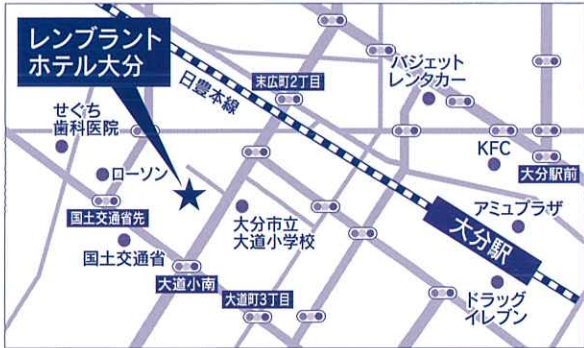 レンブラント
ホテル大分
日豊本線
末広町2丁目
バジェット
レンタカー
せぐち
歯科医院
ローソン
KFC
大分駅前
国土交通省先
国土交通省
大分市立
大道小学校
アミュプラザ
大分駅
大道小南
大道町3丁目
ドラッグ
イレブン